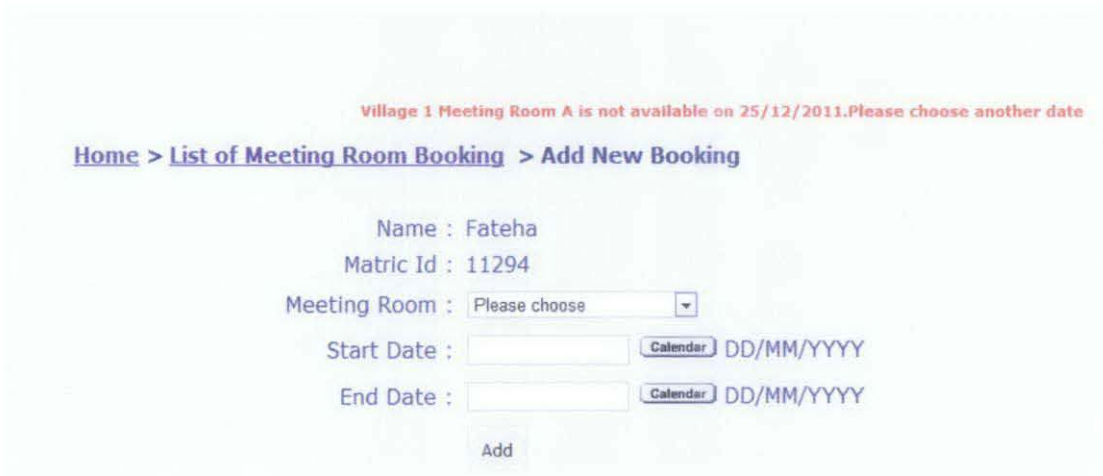 Village 1 Meeting Room A is not available on 25/12/2011.Please choose another date
Home > List of Meeting Room Booking > Add New Booking
Name : Fateha
Matric Id : 11294
Meeting Room : Please choose
Start Date : Calendar DD/MM/YYYY
End Date : Calendar DD/MM/YYYY
Add